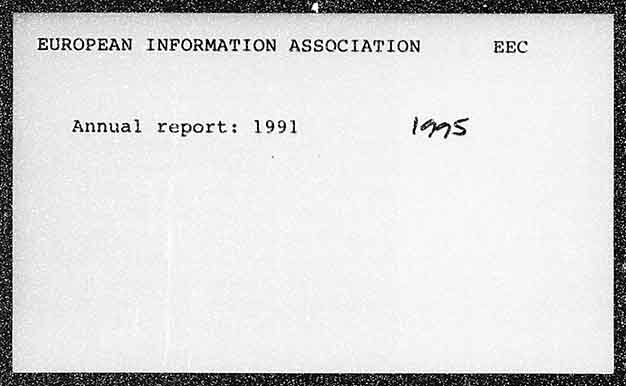 EUROPEAN INFORMATION ASSOCIATION EEC
Annual report: 1991 1995